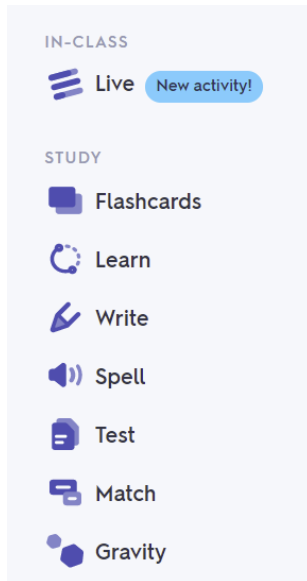 IN-CLASS
Live New activity!
STUDY
Flashcards
Learn
Write
Spell
Test
Match
Gravity